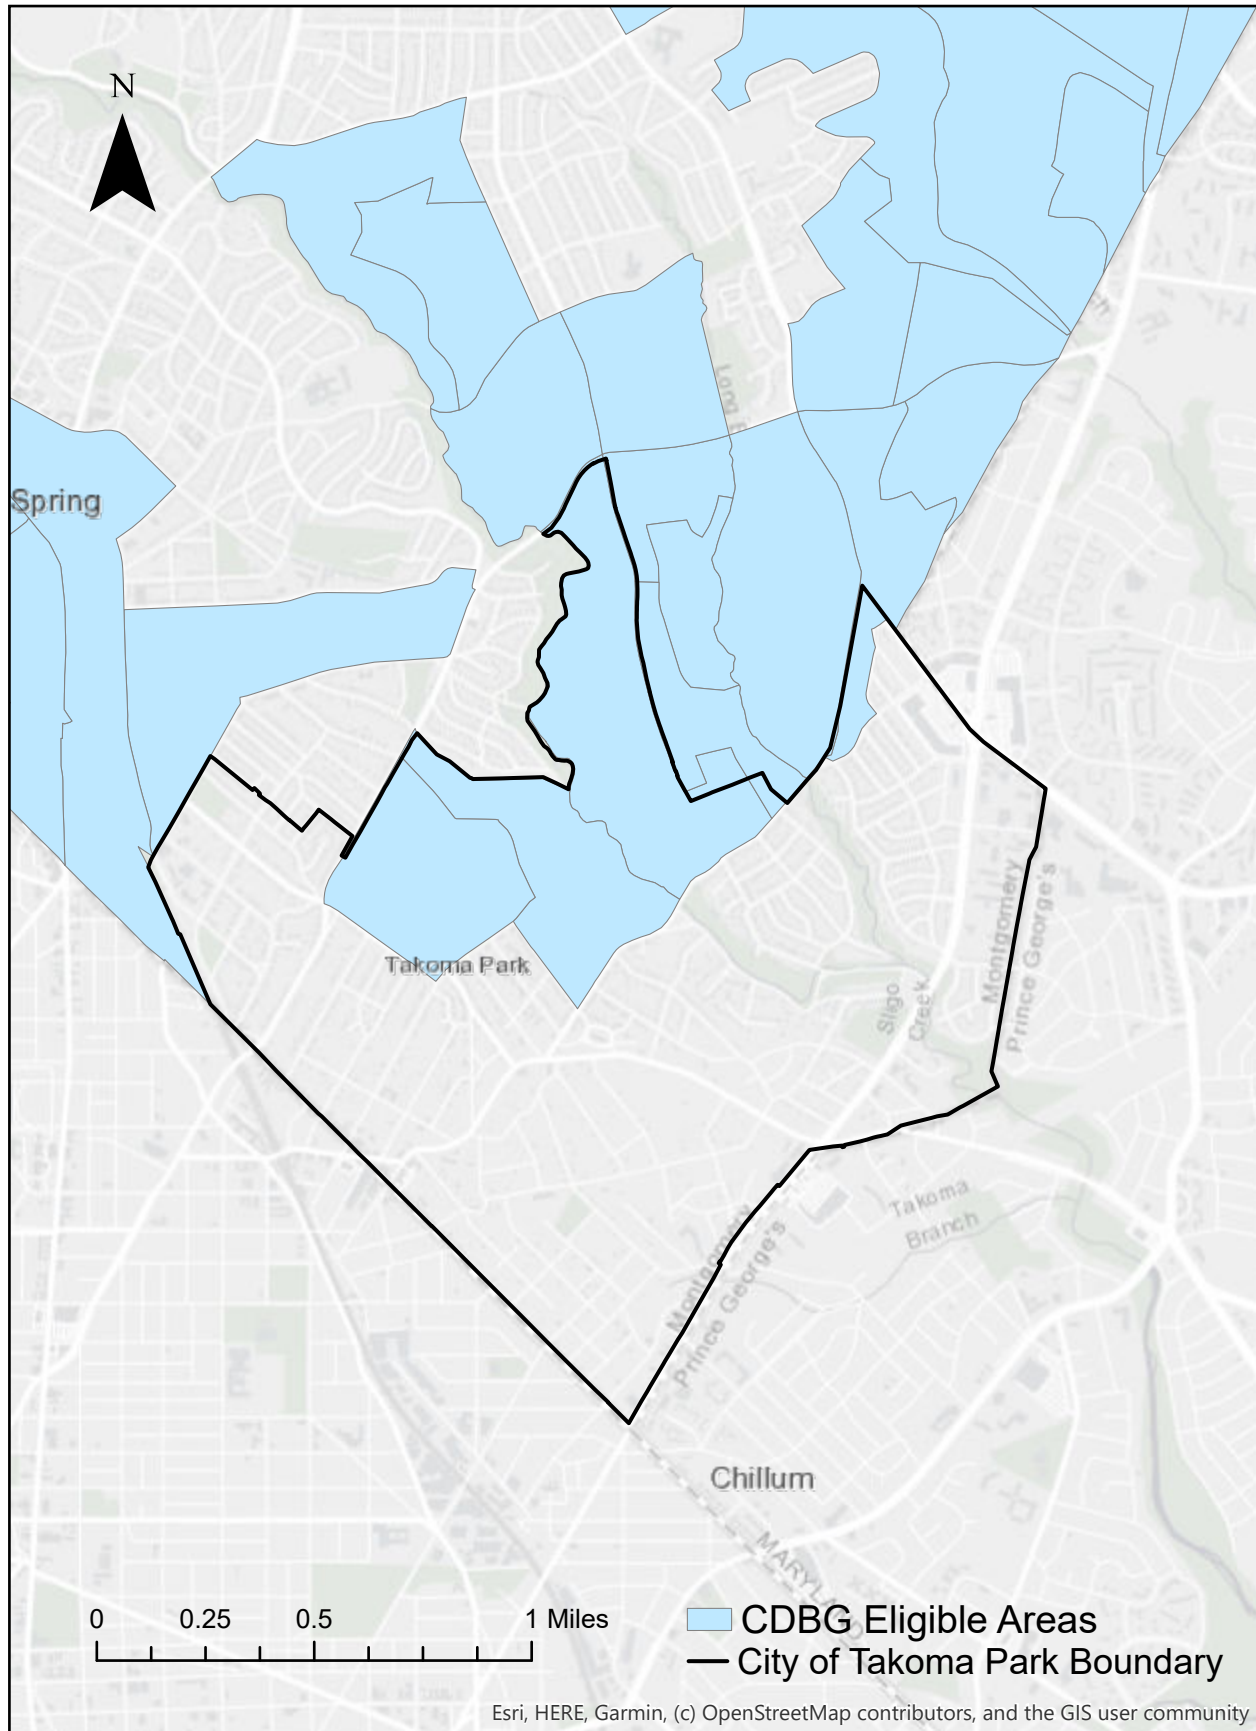 N
Long B
Spring
Takoma Park
Montgomery
Prince George's
Sligo
Creek
Takoma
Branch
Montgomery
Prince George's
Chillum
MARYLAND
0 0.25 0.5 1 Miles
CDBG Eligible Areas
City of Takoma Park Boundary
Esri, HERE, Garmin, (c) OpenStreetMap contributors, and the GIS user community